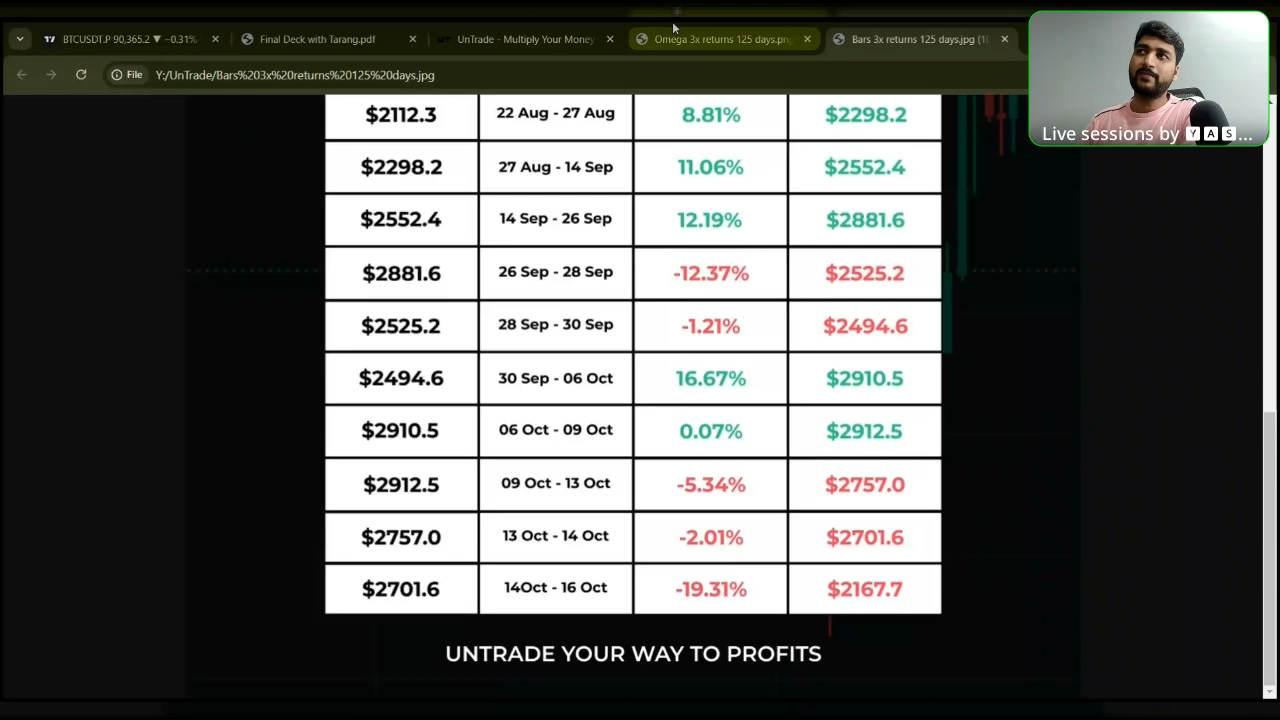 BTCUSDT.P 90,365.2 ▼ −0.31%
Final Deck with Tarang.pdf
UnTrade - Multiply Your Money
Omega 3x returns 125 days.png
Bars 3x returns 125 days.jpg (1
File
Y:/UnTrade/Bars%203x%20returns%20125%20days.jpg
Live sessions by 🆈🅰🆂...
$2112.3 22 Aug - 27 Aug 8.81% $2298.2
$2298.2 27 Aug - 14 Sep 11.06% $2552.4
$2552.4 14 Sep - 26 Sep 12.19% $2881.6
$2881.6 26 Sep - 28 Sep -12.37% $2525.2
$2525.2 28 Sep - 30 Sep -1.21% $2494.6
$2494.6 30 Sep - 06 Oct 16.67% $2910.5
$2910.5 06 Oct - 09 Oct 0.07% $2912.5
$2912.5 09 Oct - 13 Oct -5.34% $2757.0
$2757.0 13 Oct - 14 Oct -2.01% $2701.6
$2701.6 14Oct - 16 Oct -19.31% $2167.7
UNTRADE YOUR WAY TO PROFITS